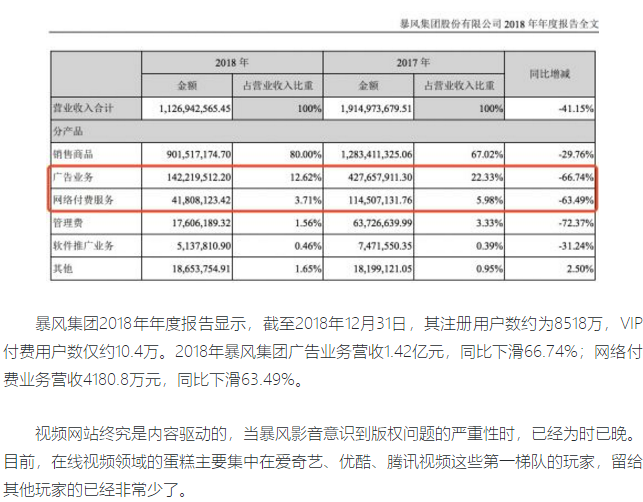 暴风集团股份有限公司 2018 年年度报告全文
2018 年 2017 年 同比增减
金额 占营业收入比重 金额 占营业收入比重
营业收入合计 1,126,942,565.45 100% 1,914,973,679.51 100% -41.15%
分产品
销售商品 901,517,174.70 80.00% 1,283,411,325.06 67.02% -29.76%
广告业务 142,219,512.20 12.62% 427,657,911.30 22.33% -66.74%
网络付费服务 41,808,123.42 3.71% 114,507,131.76 5.98% -63.49%
管理费 17,606,189.32 1.56% 63,726,639.99 3.33% -72.37%
软件推广业务 5,137,810.90 0.46% 7,471,550.35 0.39% -31.24%
其他 18,653,754.91 1.65% 18,199,121.05 0.95% 2.50%
暴风集团2018年年度报告显示，截至2018年12月31日，其注册用户数约为8518万，VIP
付费用户数仅约10.4万。2018年暴风集团广告业务营收1.42亿元，同比下滑66.74%；网络付
费业务营收4180.8万元，同比下滑63.49%。
视频网站终究是内容驱动的，当暴风影音意识到版权问题的严重性时，已经为时已晚。
目前，在线视频领域的蛋糕主要集中在爱奇艺、优酷、腾讯视频这些第一梯队的玩家，留给
其他玩家的已经非常少了。